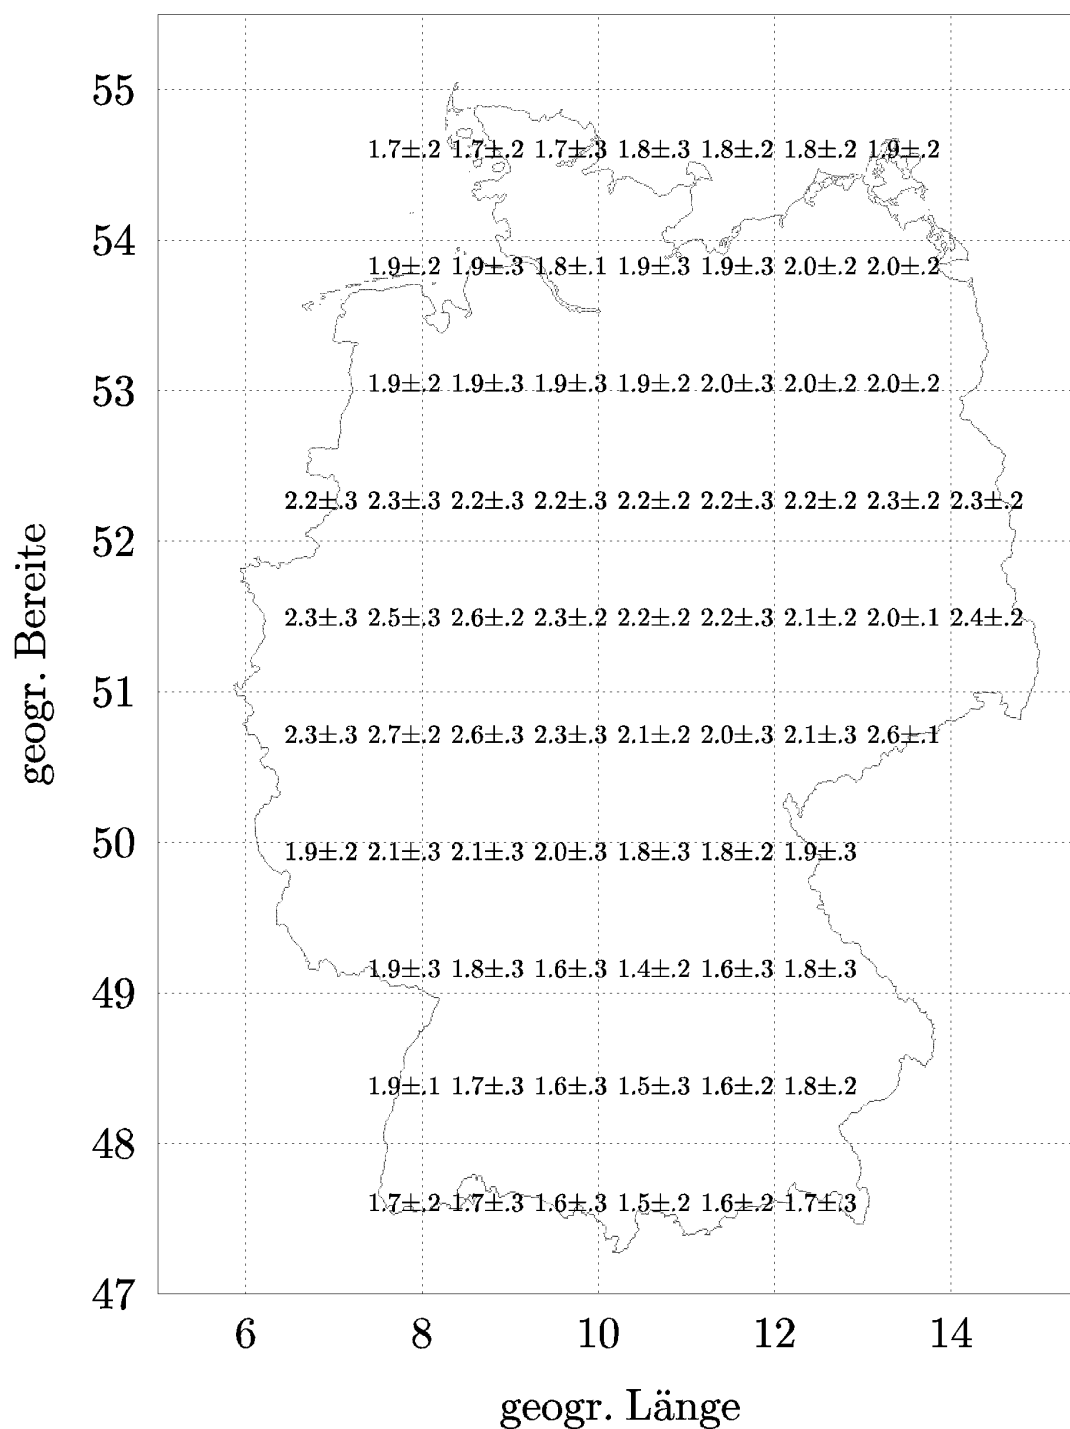 55
1.7±.2 1.7±.2 1.7±.3 1.8±.3 1.8±.2 1.8±.2 1.9±.2
54
1.9±.2 1.9±.3 1.8±.1 1.9±.3 1.9±.3 2.0±.2 2.0±.2
53
1.9±.2 1.9±.3 1.9±.3 1.9±.2 2.0±.3 2.0±.2 2.0±.2
2.2±.3 2.3±.3 2.2±.3 2.2±.3 2.2±.2 2.2±.3 2.2±.2 2.3±.2 2.3±.2
52
2.3±.3 2.5±.3 2.6±.2 2.3±.2 2.2±.2 2.2±.3 2.1±.2 2.0±.1 2.4±.2
geogr. Bereite
51
2.3±.3 2.7±.2 2.6±.3 2.3±.3 2.1±.2 2.0±.3 2.1±.3 2.6±.1
50
1.9±.2 2.1±.3 2.1±.3 2.0±.3 1.8±.3 1.8±.2 1.9±.3
1.9±.3 1.8±.3 1.6±.3 1.4±.2 1.6±.3 1.8±.3
49
1.9±.1 1.7±.3 1.6±.3 1.5±.3 1.6±.2 1.8±.2
48
1.7±.2 1.7±.3 1.6±.3 1.5±.2 1.6±.2 1.7±.3
47
6 8 10 12 14
geogr. Länge